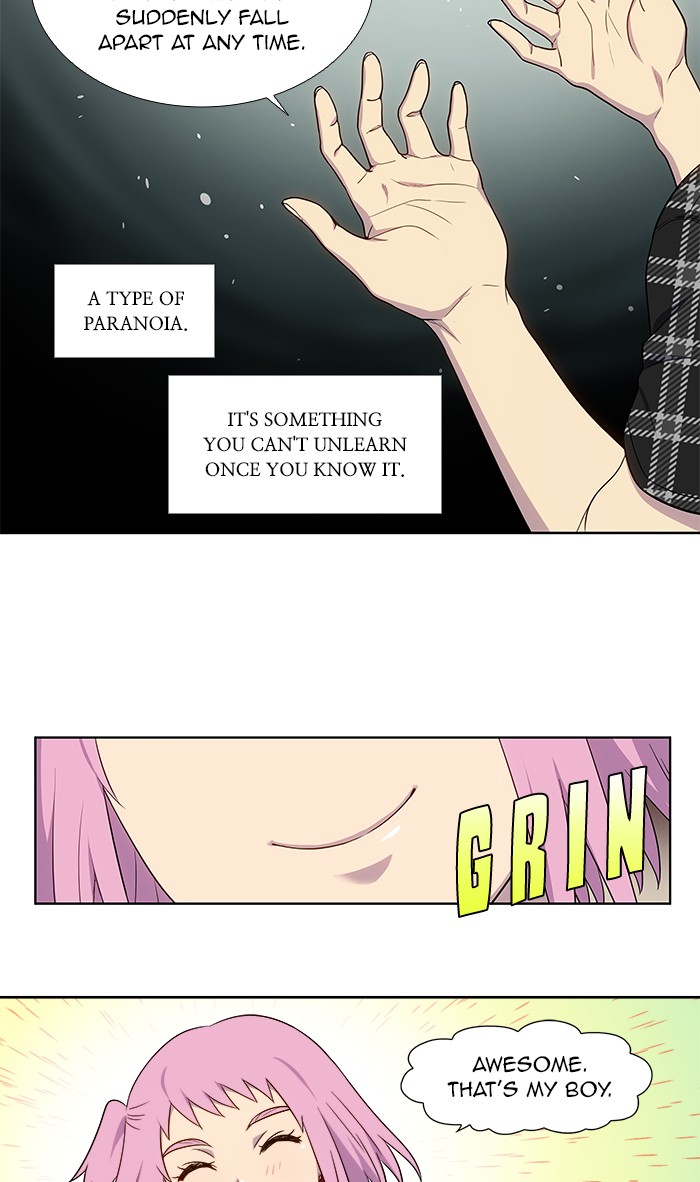 SUDDENLY FALL
APART AT ANY TIME.
A TYPE OF
PARANOIA.
IT'S SOMETHING
YOU CAN'T UNLEARN
ONCE YOU KNOW IT.
GRIN
AWESOME.
THAT'S MY BOY.